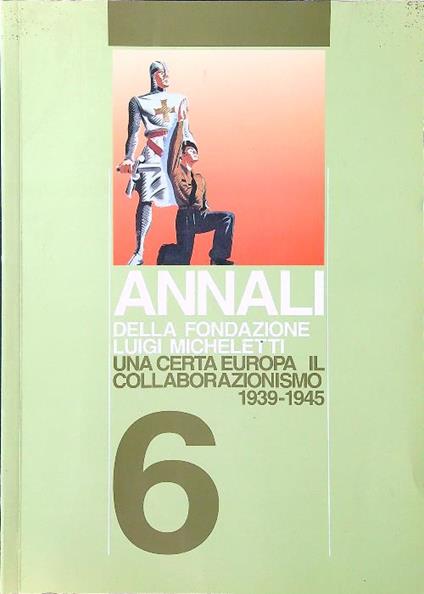 ANNALI
DELLA FONDAZIONE
LUIGI MICHELETTI
UNA CERTA EUROPA IL
COLLABORAZIONISMO
1939-1945
6